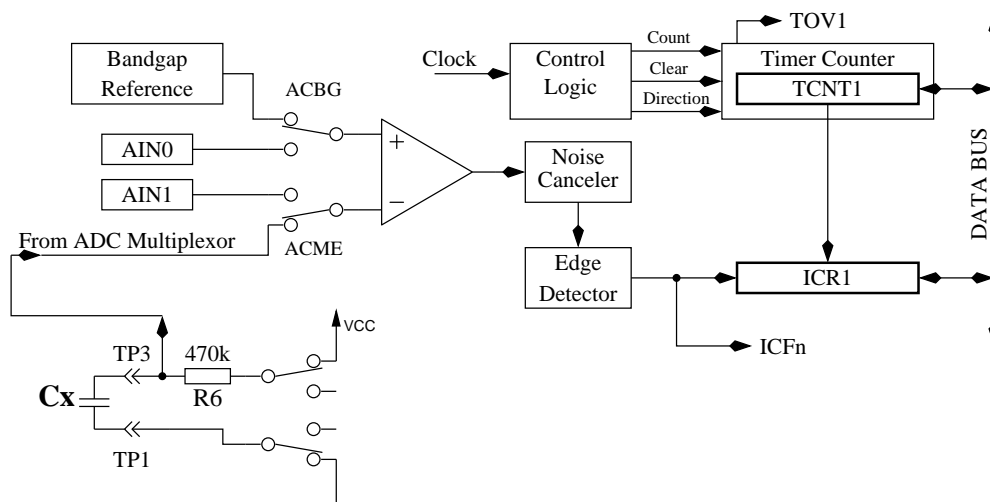 TOV1
Bandgap
Reference
ACBG
Clock
Control
Logic
Count
Clear
Direction
Timer Counter
TCNT1
AIN0
AIN1
+
−
Noise
Canceler
DATA BUS
From ADC Multiplexor
ACME
Edge
Detector
ICR1
ICFn
VCC
TP3
470k
R6
Cx
TP1